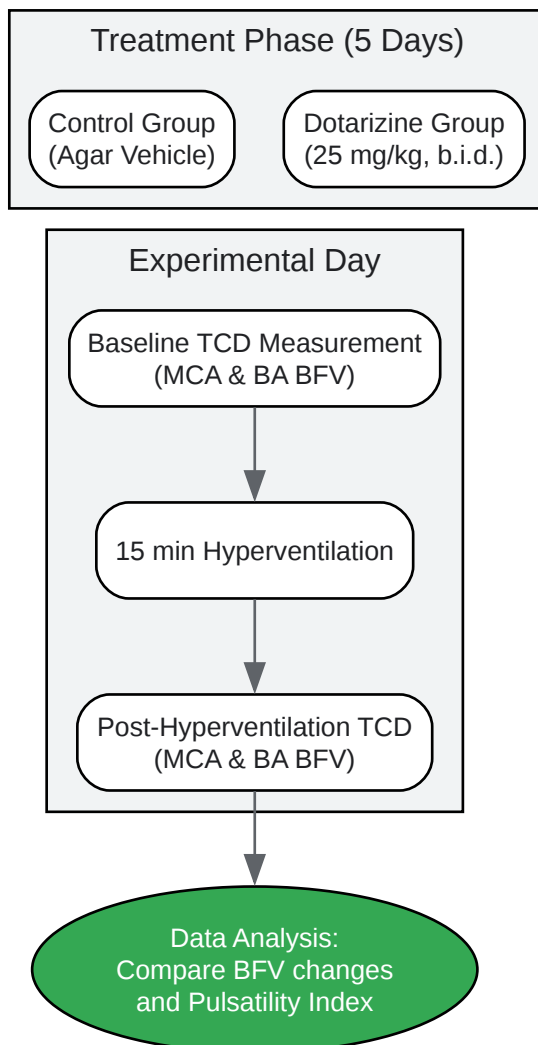 Treatment Phase (5 Days)
Control Group
(Agar Vehicle)
Dotarizine Group
(25 mg/kg, b.i.d.)
Experimental Day
Baseline TCD Measurement
(MCA & BA BFV)
15 min Hyperventilation
Post-Hyperventilation TCD
(MCA & BA BFV)
Data Analysis:
Compare BFV changes
and Pulsatility Index